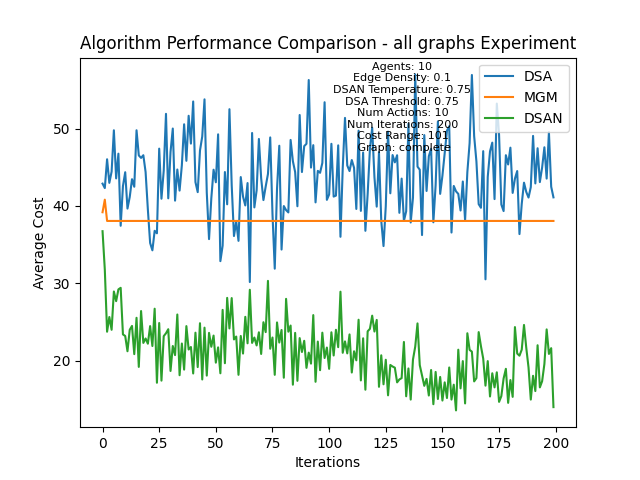 Algorithm Performance Comparison - all graphs Experiment
Agents: 10
Edge Density: 0.1
DSAN Temperature: 0.75
DSA Threshold: 0.75
Num Actions: 10
Num Iterations: 200
Cost Range: 101
Graph: complete
DSA
MGM
DSAN
Average Cost
50
40
30
20
0
25
50
75
100
125
150
175
200
Iterations